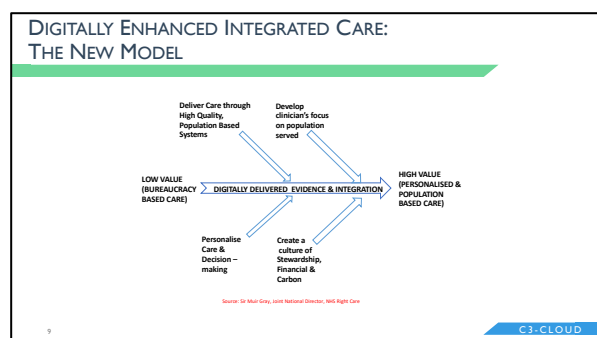 DIGITALLY ENHANCED INTEGRATED CARE:
THE NEW MODEL
Deliver Care through
High Quality,
Population Based
Systems
Develop
clinician's focus
on population
served
LOW VALUE
(BUREAUCRACY
BASED CARE)
DIGITALLY DELIVERED EVIDENCE & INTEGRATION
HIGH VALUE
(PERSONALISED &
POPULATION
BASED CARE)
Personalise
Care &
Decision –
making
Create a
culture of
Stewardship,
Financial &
Carbon
Source: Sir Muir Gray, Joint National Director, NHS Right Care
9
C3-CLOUD